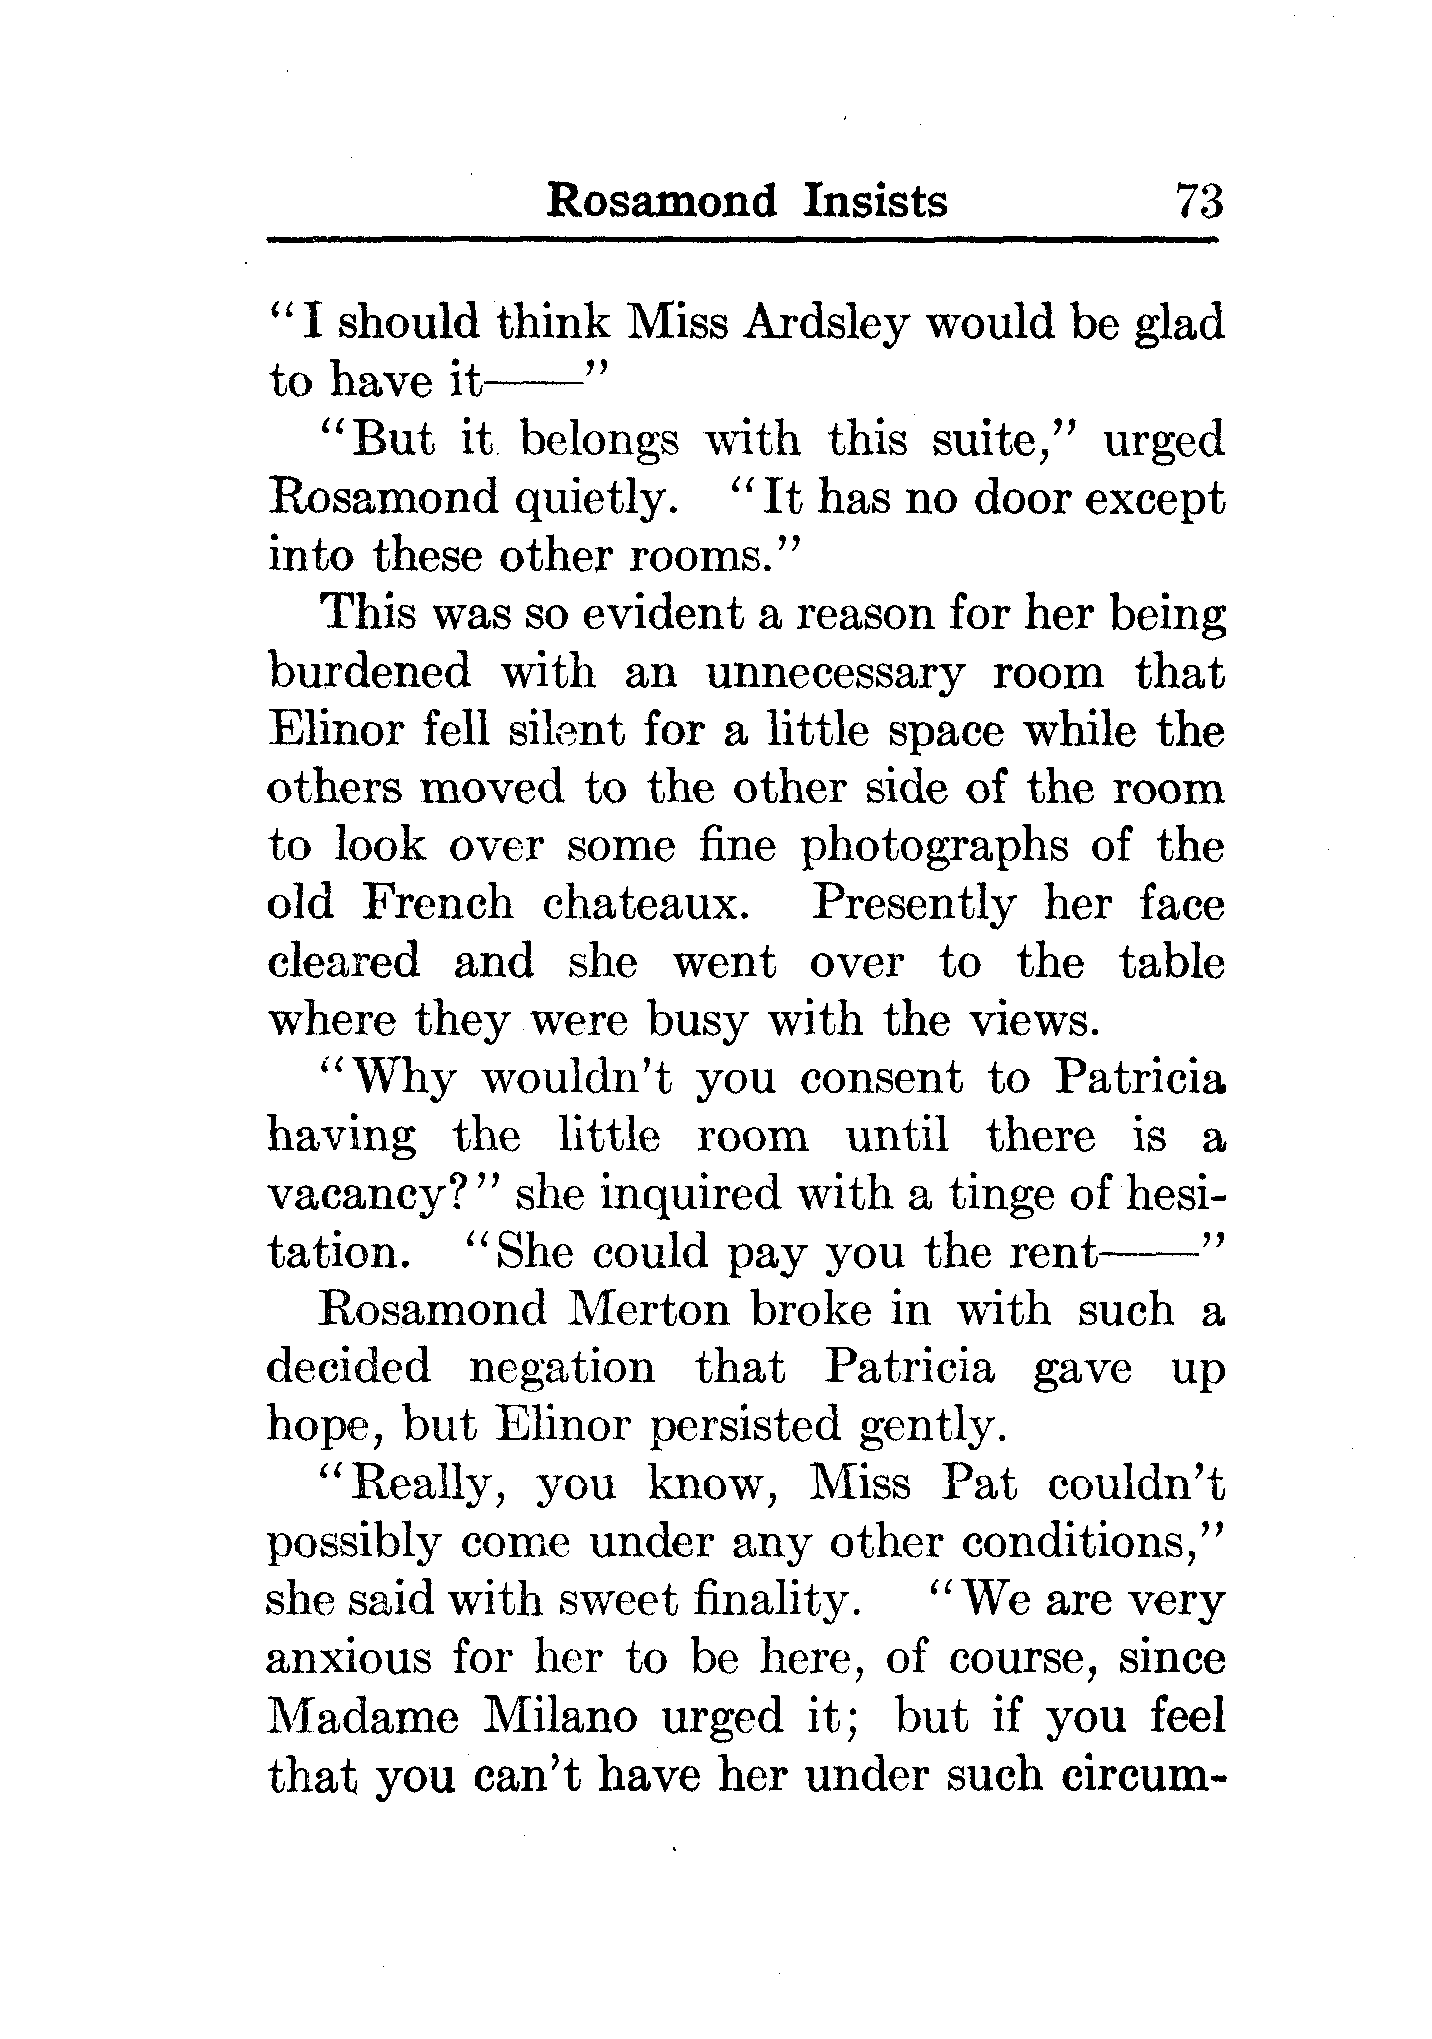 Rosamond Insists 73
“I should think Miss Ardsley would be glad
to have it——”
“But it belongs with this suite,” urged
Rosamond quietly. “It has no door except
into these other rooms.”
This was so evident a reason for her being
burdened with an unnecessary room that
Elinor fell silent for a little space while the
others moved to the other side of the room
to look over some fine photographs of the
old French chateaux. Presently her face
cleared and she went over to the table
where they were busy with the views.
“Why wouldn’t you consent to Patricia
having the little room until there is a
vacancy?” she inquired with a tinge of hesi-
tation. “She could pay you the rent——”
Rosamond Merton broke in with such a
decided negation that Patricia gave up
hope, but Elinor persisted gently.
“Really, you know, Miss Pat couldn’t
possibly come under any other conditions,”
she said with sweet finality. “We are very
anxious for her to be here, of course, since
Madame Milano urged it; but if you feel
that you can’t have her under such circum-